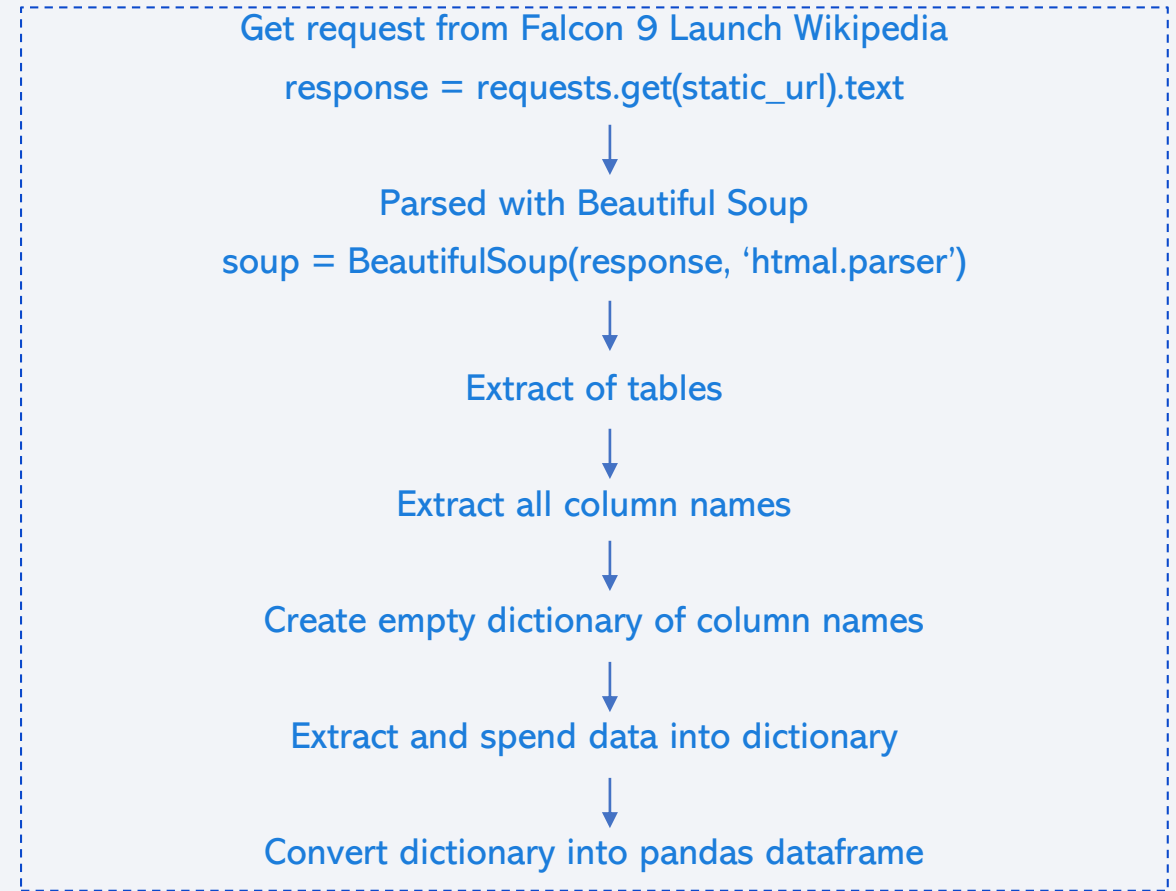 Get request from Falcon 9 Launch Wikipedia
response = requests.get(static_url).text
Parsed with Beautiful Soup
soup = BeautifulSoup(response, ‘htmal.parser’)
Extract of tables
Extract all column names
Create empty dictionary of column names
Extract and spend data into dictionary
Convert dictionary into pandas dataframe